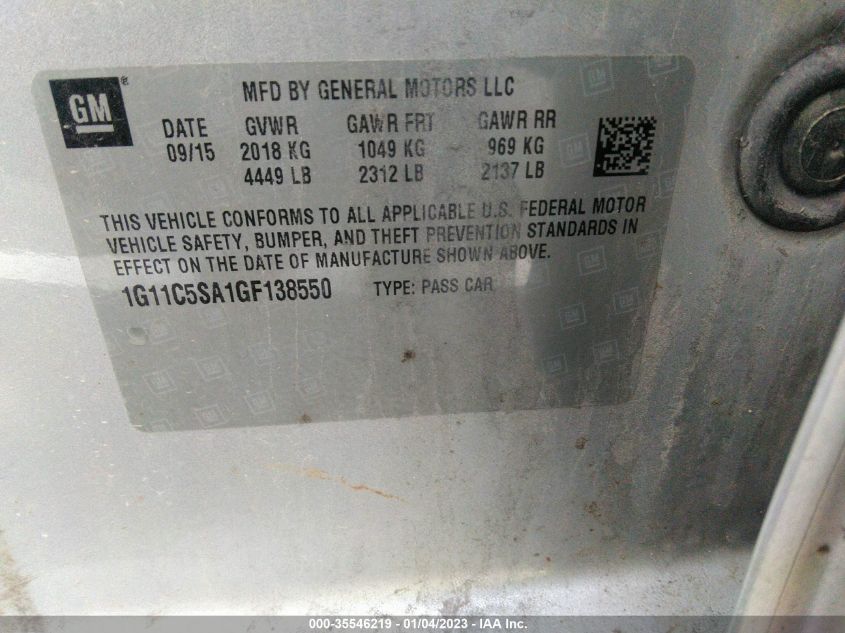 GM ®
MFD BY GENERAL MOTORS LLC
DATE GVWR GAWR FRT GAWR RR
09/15 2018 KG 1049 KG 969 KG
4449 LB 2312 LB 2137 LB
THIS VEHICLE CONFORMS TO ALL APPLICABLE U.S. FEDERAL MOTOR
VEHICLE SAFETY, BUMPER, AND THEFT PREVENTION STANDARDS IN
EFFECT ON THE DATE OF MANUFACTURE SHOWN ABOVE.
1G11C5SA1GF138550 TYPE: PASS CAR
000-35546219 - 01/04/2023 - IAA Inc.